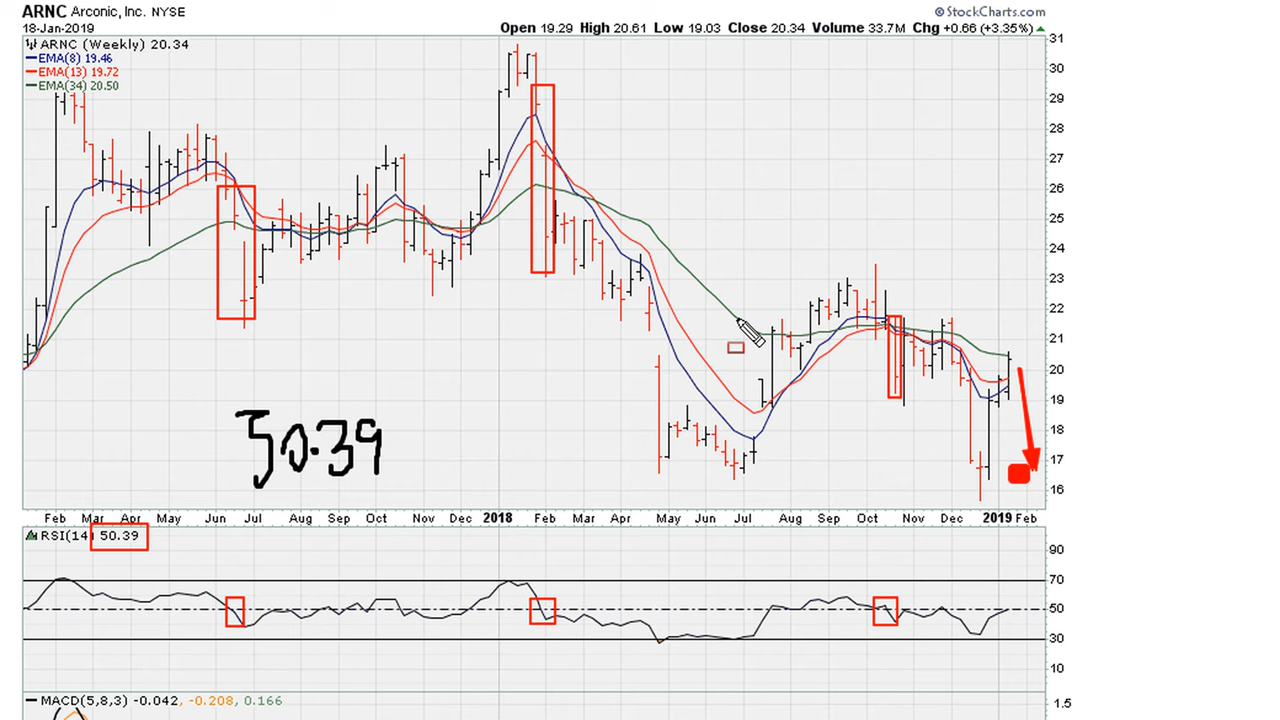 ARNC Arconic, Inc. NYSE
© StockCharts.com
18-Jan-2019
Open 19.29 High 20.61 Low 19.03 Close 20.34 Volume 33.7M Chg +0.66 (+3.35%)
ARNC (Weekly) 20.34
EMA(8) 19.46
EMA(13) 19.72
EMA(34) 20.50
31
30
29
28
27
26
25
24
23
22
21
20
19
18
17
16
50.39
Feb Mar Apr May Jun Jul Aug Sep Oct Nov Dec 2018 Feb Mar Apr May Jun Jul Aug Sep Oct Nov Dec 2019 Feb
RSI(14) 50.39
90
70
50
30
10
MACD(5,8,3) -0.042, -0.208, 0.166
1.5